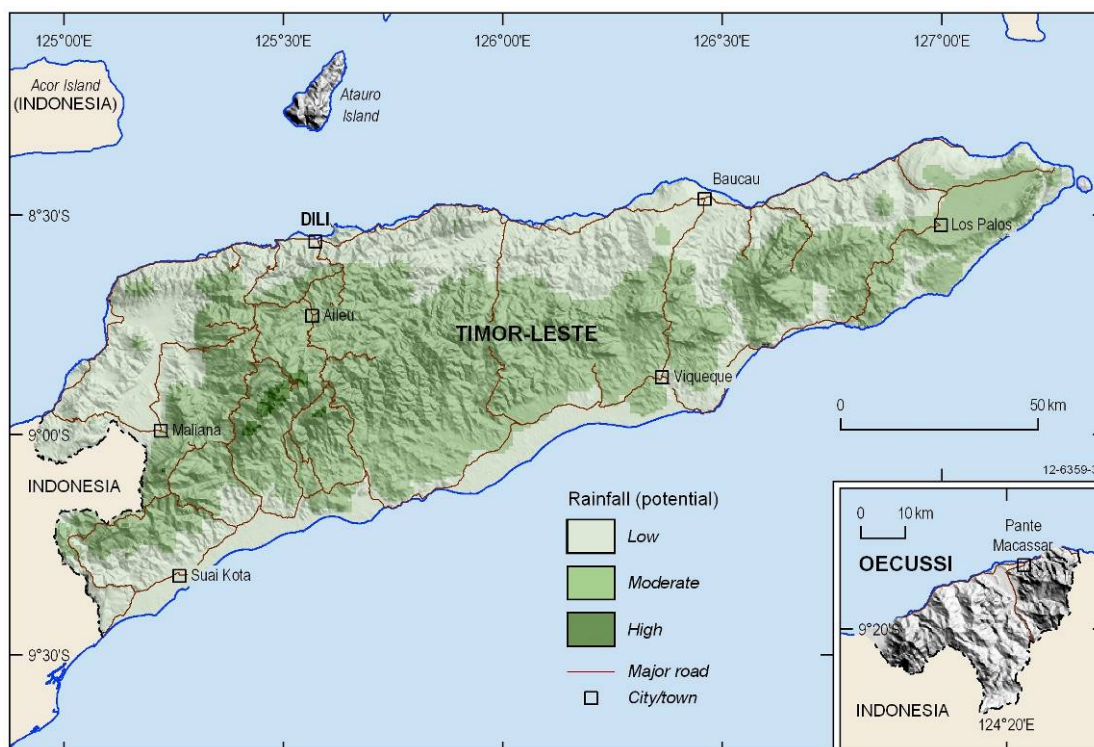 125°00'E
125°30'E
126°00'E
126°30'E
127°00'E
Acor Island
(INDONESIA)
Atauro
Island
Baucau
8°30'S
DILI
Los Palos
Aileu
TIMOR-LESTE
Viqueque
0
50 km
9°00'S
Maliana
12-6359-3
INDONESIA
Rainfall (potential)
Low
Moderate
High
Major road
City/town
Suai Kota
9°30'S
0
10 km
Pante
Macassar
OECUSSI
9°20'S
INDONESIA
124°20'E